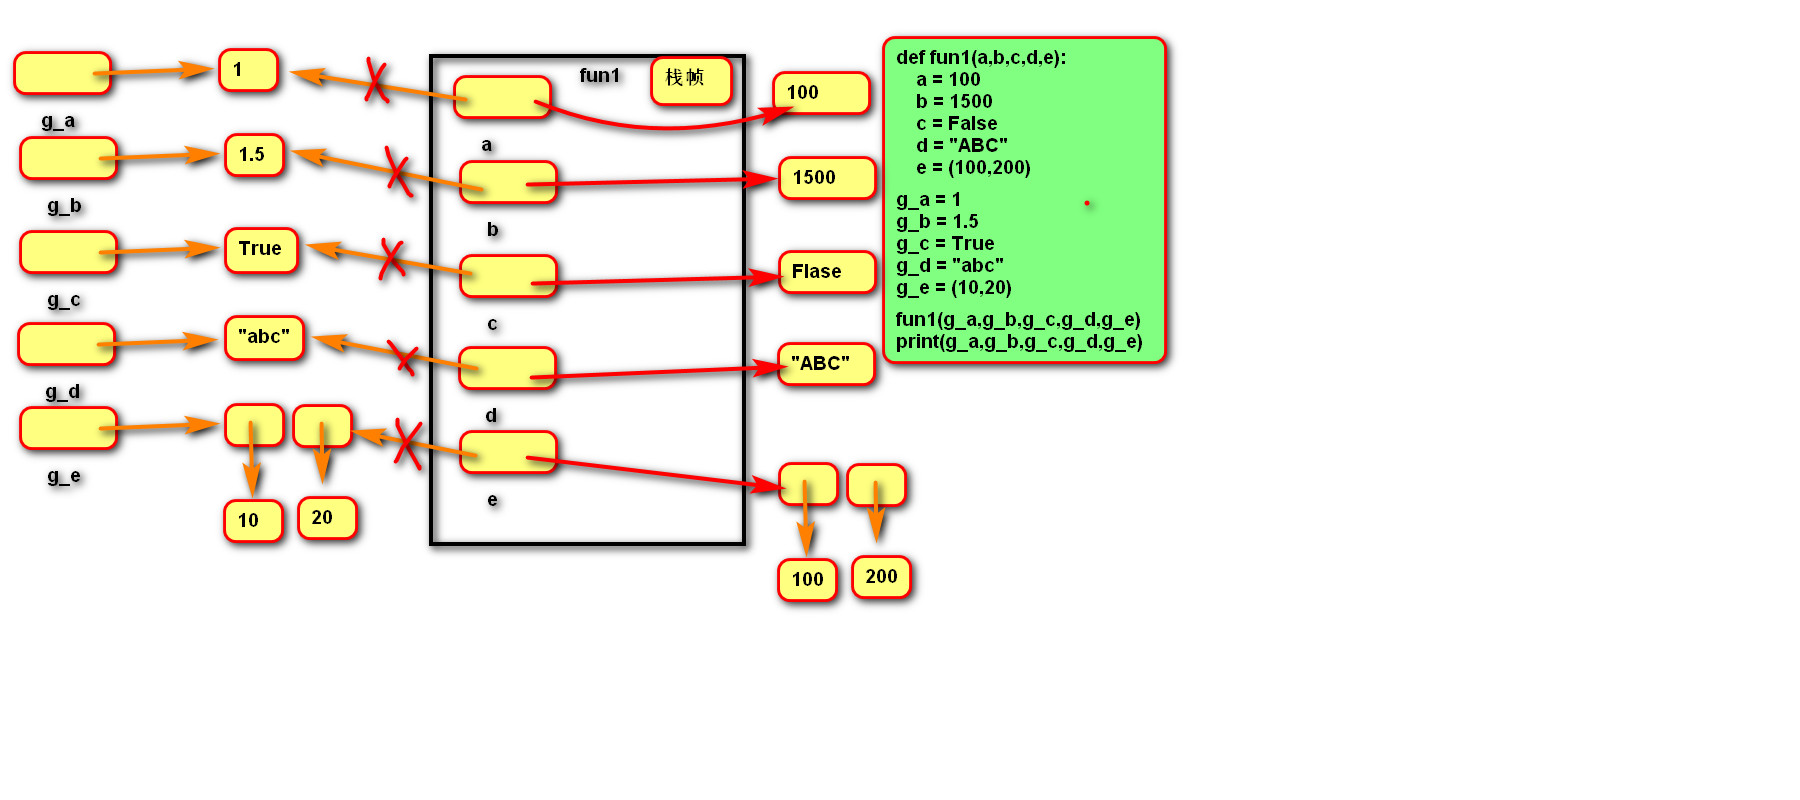 g_a
1
g_b
1.5
g_c
True
g_d
"abc"
g_e
10
20
fun1
栈帧
a
b
c
d
e
100
1500
Flase
"ABC"
100
200
def fun1(a,b,c,d,e):
a = 100
b = 1500
c = False
d = "ABC"
e = (100,200)
g_a = 1
g_b = 1.5
g_c = True
g_d = "abc"
g_e = (10,20)
fun1(g_a,g_b,g_c,g_d,g_e)
print(g_a,g_b,g_c,g_d,g_e)